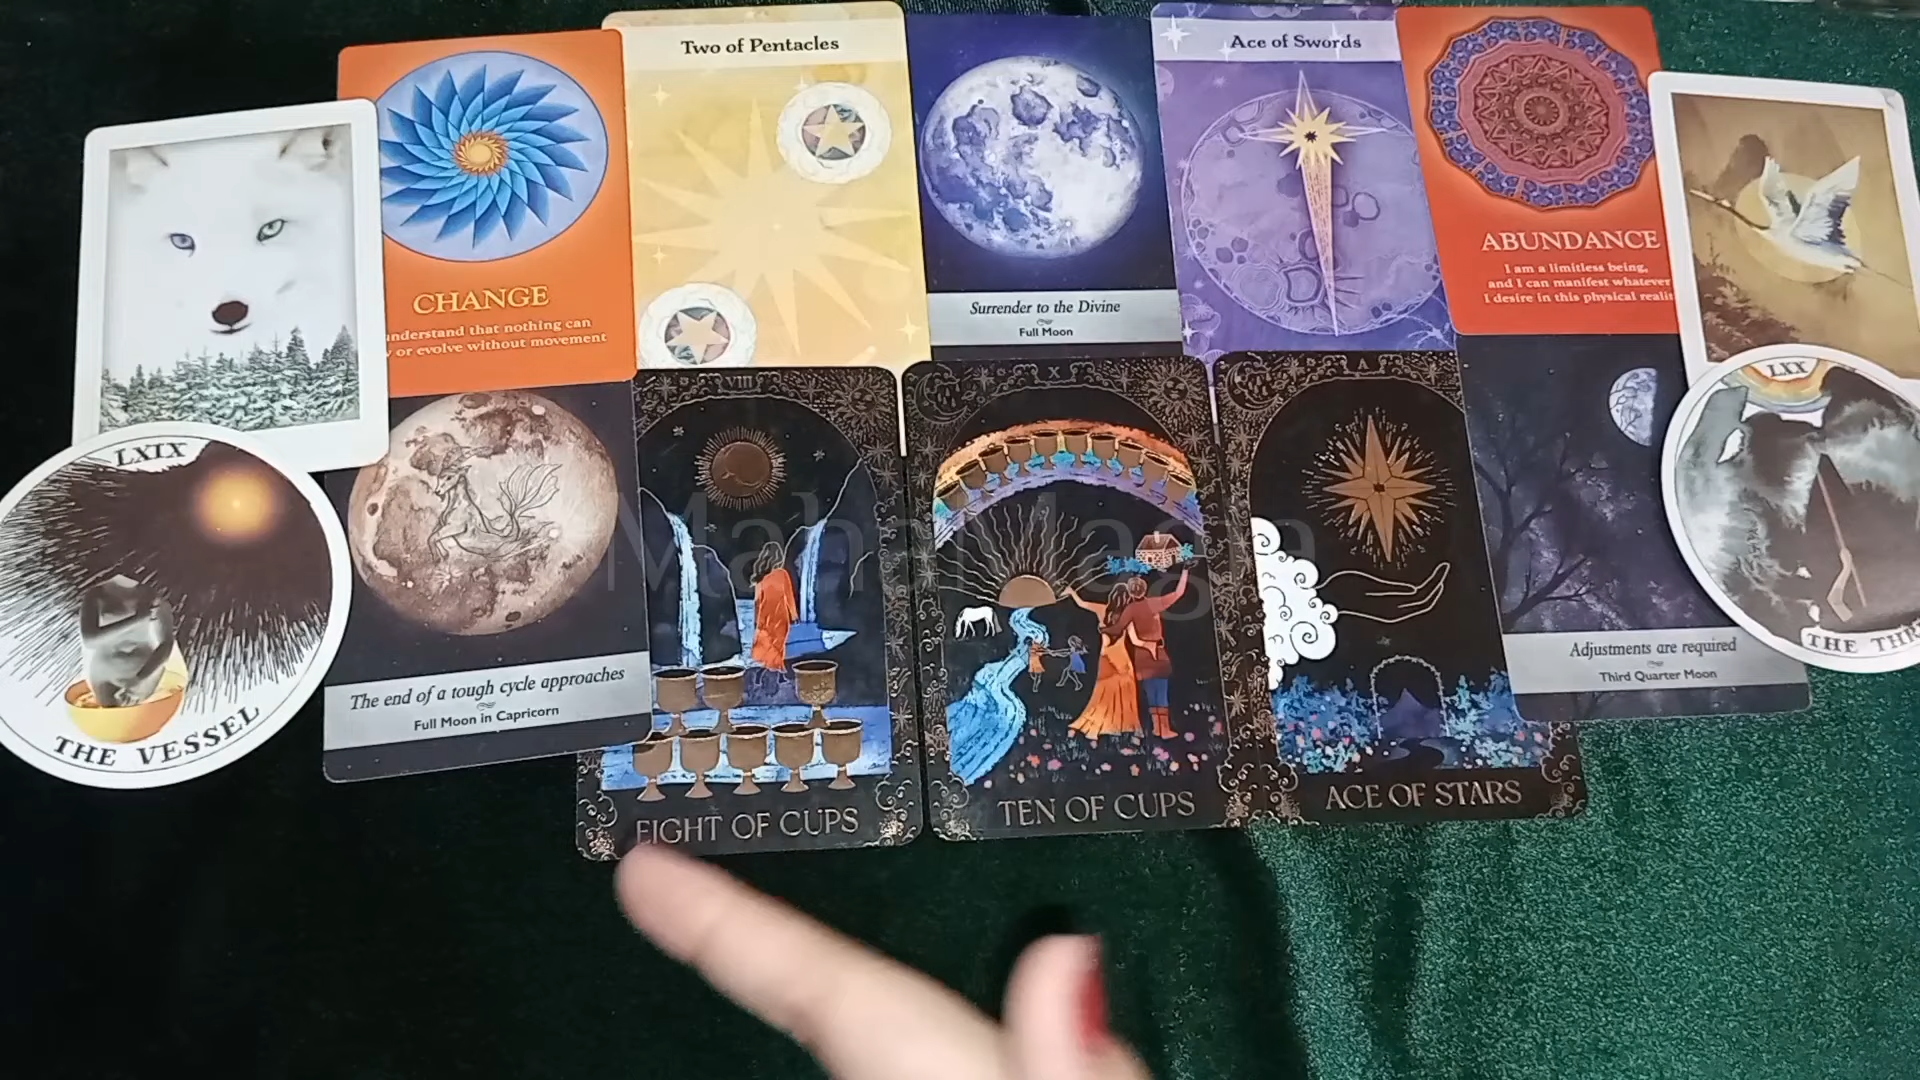 Two of Pentacles
Ace of Swords
CHANGE
understand that nothing can
or evolve without movement
Surrender to the Divine
Full Moon
ABUNDANCE
I am a limitless being,
and I can manifest whatever
I desire in this physical
LXIX
THE VESSEL
The end of a tough cycle approaches
Full Moon in Capricorn
VIII
EIGHT OF CUPS
X
TEN OF CUPS
A
ACE OF STARS
Adjustments are required
Third Quarter Moon
LXX
THE